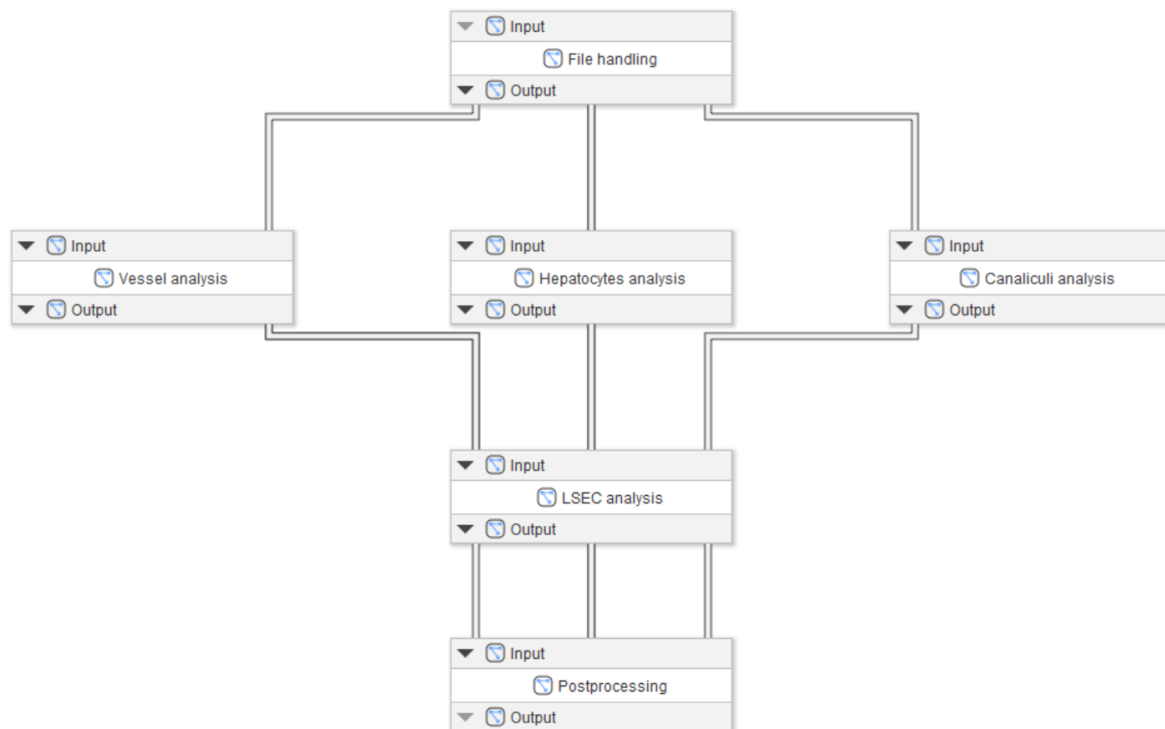 Input
File handling
Output
Input
Vessel analysis
Output
Input
Hepatocytes analysis
Output
Input
Canaliculi analysis
Output
Input
LSEC analysis
Output
Input
Postprocessing
Output